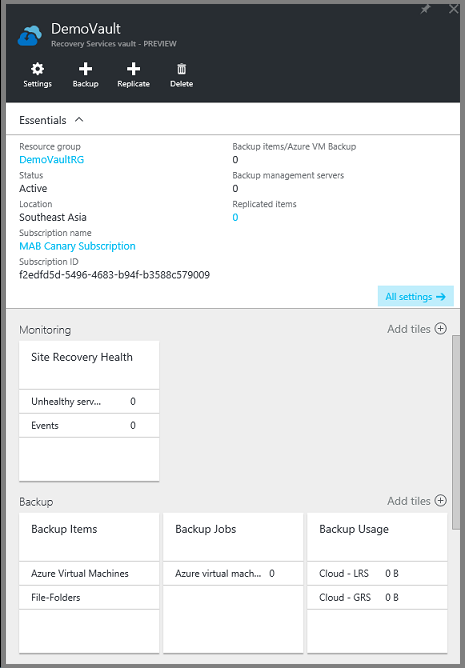 DemoVault
Recovery Services vault - PREVIEW
Settings
Backup
Replicate
Delete
Essentials
Resource group
DemoVaultRG
Status
Active
Location
Southeast Asia
Subscription name
MAB Canary Subscription
Subscription ID
f2edfd5d-5496-4683-b94f-b3588c579009
Backup items/Azure VM Backup
0
Backup management servers
0
Replicated items
0
All settings →
Monitoring
Add tiles
Site Recovery Health
Unhealthy serv... 0
Events 0
Backup
Add tiles
Backup Items
Azure Virtual Machines
File-Folders
Backup Jobs
Azure virtual mach... 0
Backup Usage
Cloud - LRS 0 B
Cloud - GRS 0 B